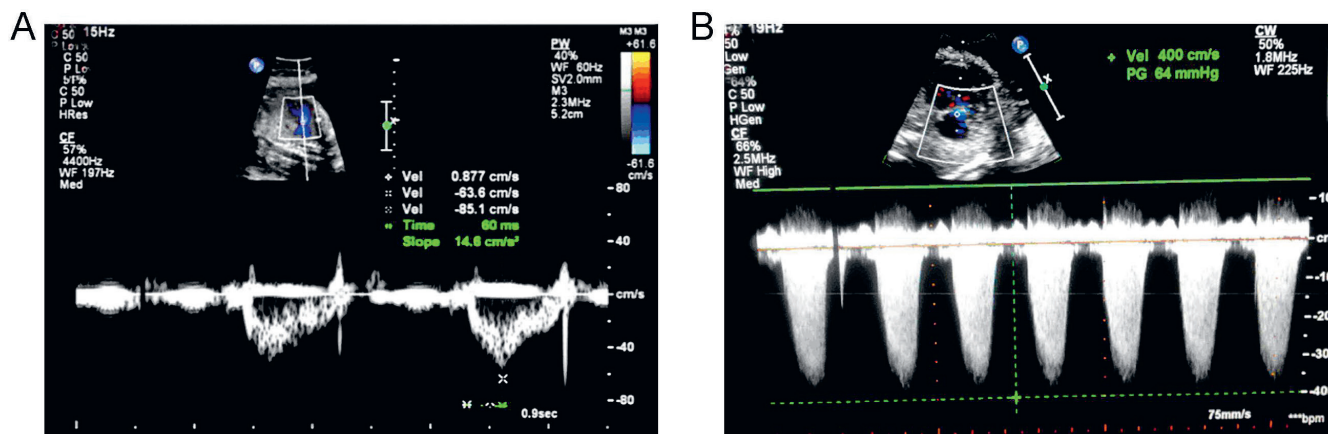 A
15Hz
C 50
P Low
HRes
CF
57%
4400Hz
WF 197Hz
Med
PW
40%
WF 60Hz
SV2.0mm
M3
2.3MHz
5.2cm
M3 M3
+61.6
-61.6
cm/s
Vel 0.877 cm/s
Vel -63.6 cm/s
Vel -85.1 cm/s
Time 60 ms
Slope 14.6 cm/s²
80
40
cm/s
-40
-80
0.9sec
B
19Hz
50
Low
Gen
64%
C 50
P Low
HGen
CF
66%
2.5MHz
WF High
Med
P
Vel 400 cm/s
PG 64 mmHg
CW
50%
1.8MHz
WF 225Hz
75mm/s
***bpm